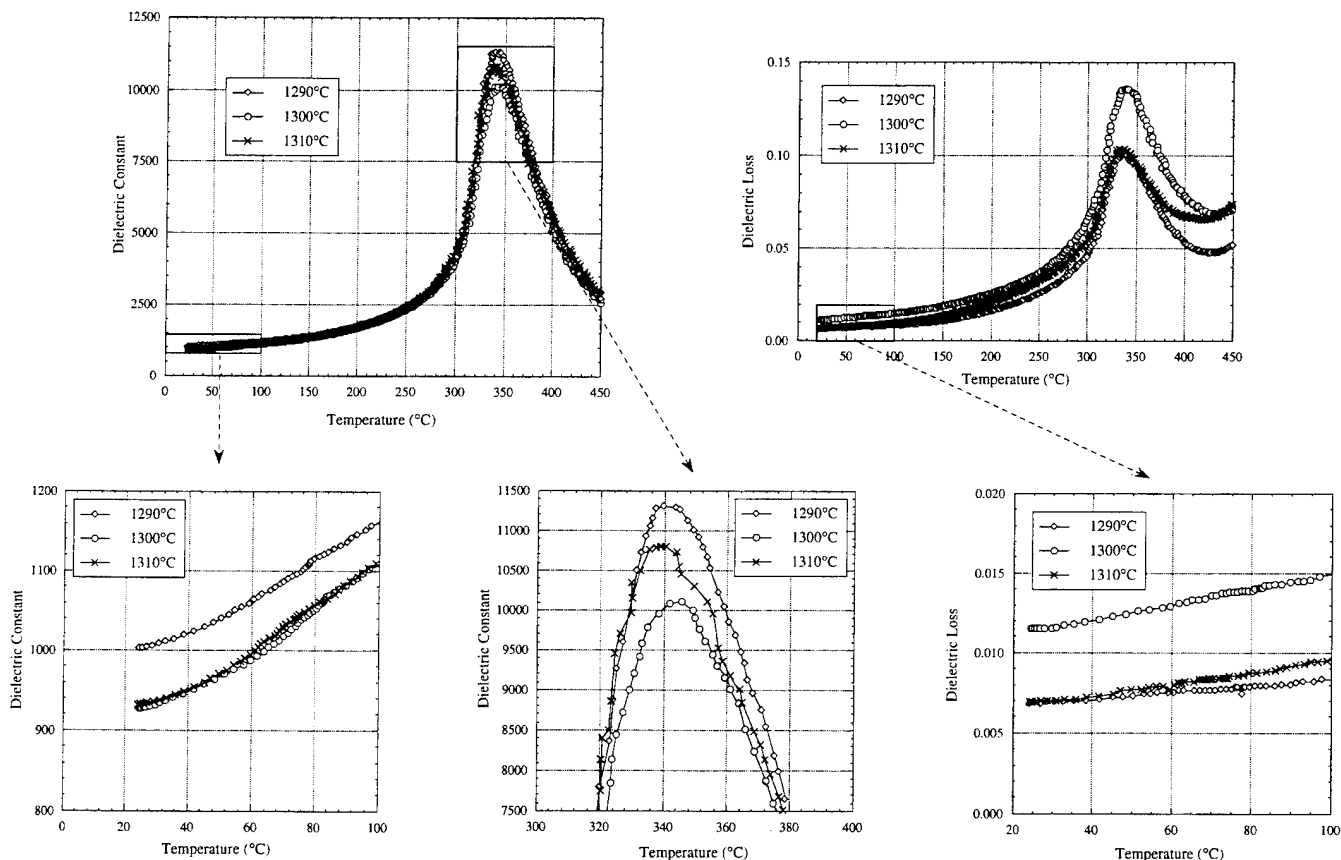 12500
10000
7500
5000
2500
0
Dielectric Constant
1290°C
1300°C
1310°C
0 50 100 150 200 250 300 350 400 450
Temperature (°C)
0.15
0.10
0.05
0.00
Dielectric Loss
1290°C
1300°C
1310°C
0 50 100 150 200 250 300 350 400 450
Temperature (°C)
1200
1100
1000
900
800
Dielectric Constant
1290°C
1300°C
1310°C
0 20 40 60 80 100
Temperature (°C)
11500
11000
10500
10000
9500
9000
8500
8000
7500
Dielectric Constant
1290°C
1300°C
1310°C
300 320 340 360 380 400
Temperature (°C)
0.020
0.015
0.010
0.005
0.000
Dielectric Loss
1290°C
1300°C
1310°C
20 40 60 80 100
Temperature (°C)